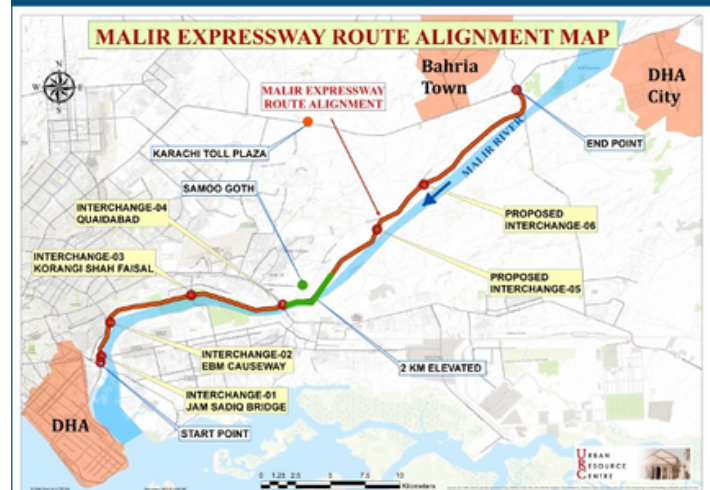 MALIR EXPRESSWAY ROUTE ALIGNMENT MAP
Bahria
Town
DHA
City
N
W
E
S
MALIR EXPRESSWAY
ROUTE ALIGNMENT
KARACHI TOLL PLAZA
END POINT
MALIR RIVER
SAMOO GOTH
INTERCHANGE-04
QUAIDABAD
PROPOSED
INTERCHANGE-06
INTERCHANGE-03
KORANGI SHAH FAISAL
PROPOSED
INTERCHANGE-05
INTERCHANGE-02
EBM CAUSEWAY
2 KM ELEVATED
INTERCHANGE-01
JAM SADIQ BRIDGE
DHA
START POINT
URBAN
RESOURCE
CENTRE
0 1.25 2.5 5 7.5 10
Kilometers